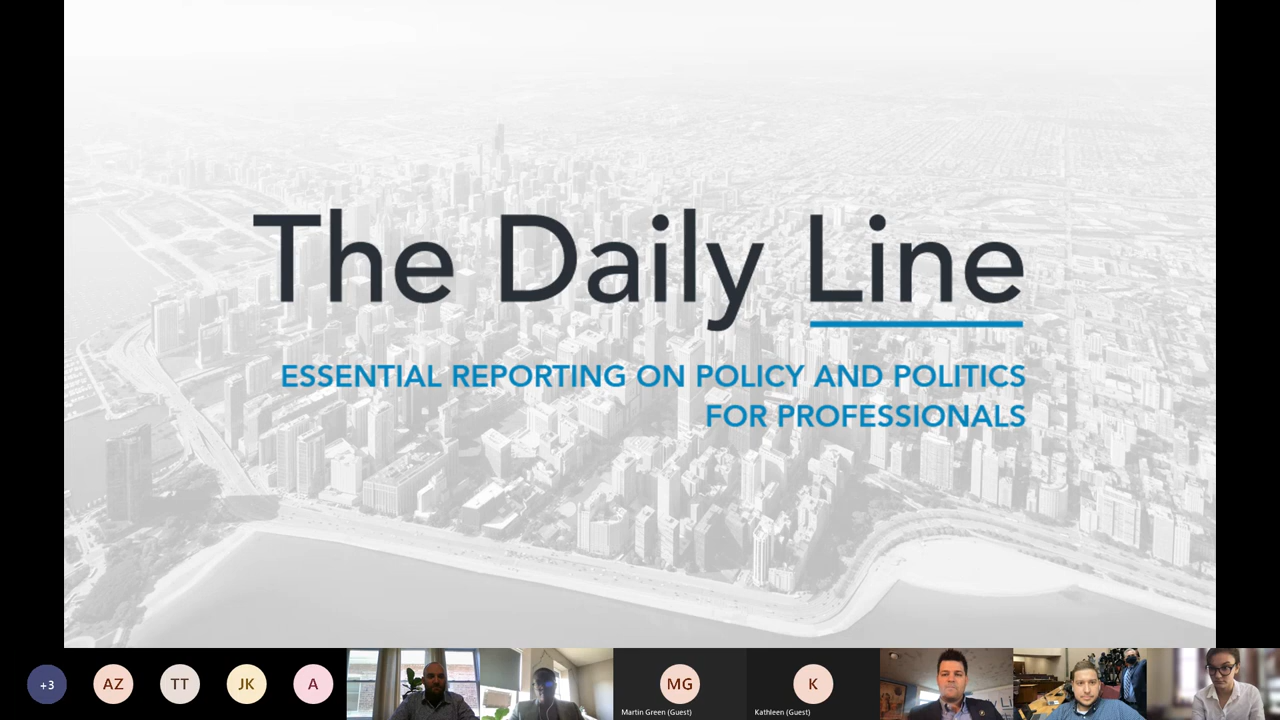 The Daily Line
ESSENTIAL REPORTING ON POLICY AND POLITICS
FOR PROFESSIONALS
+3
AZ
TT
JK
A
MG
Martin Green (Guest)
K
Kathleen (Guest)